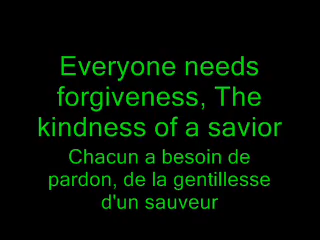 Everyone needs
forgiveness, The
kindness of a savior
Chacun a besoin de
pardon, de la gentillesse
d'un sauveur